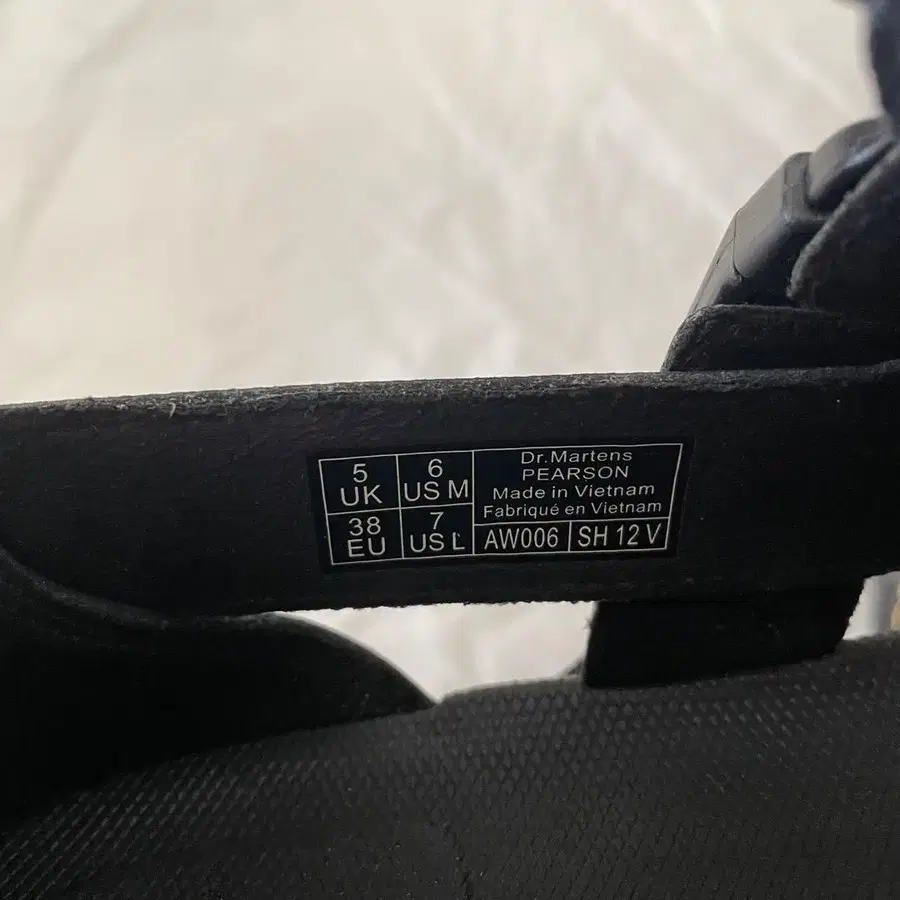 5
UK
6
US M
38
EU
7
US L
Dr.Martens
PEARSON
Made in Vietnam
Fabriqué en Vietnam
AW006
SH 12 V